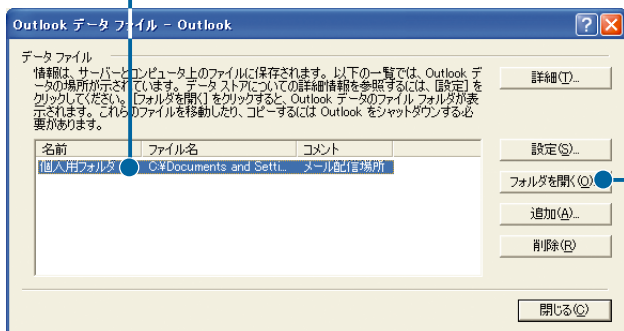 Outlook データ ファイル - Outlook
データ ファイル
情報は、サーバーとコンピュータ上のファイルに保存されます。以下の一覧では、Outlook デ
ータの場所が示されています。データ ストアについての詳細情報を参照するには、[設定] を
クリックしてください。[フォルダを開く] をクリックすると、Outlook データのファイル フォルダが表
示されます。これらのファイルを移動したり、コピーするには Outlook をシャットダウンする必
要があります。
詳細(T)...
名前 ファイル名 コメント
個人用フォルダ C:¥Documents and Setti... メール配信場所
設定(S)...
フォルダを開く(O)...
追加(A)...
削除(R)
閉じる(C)